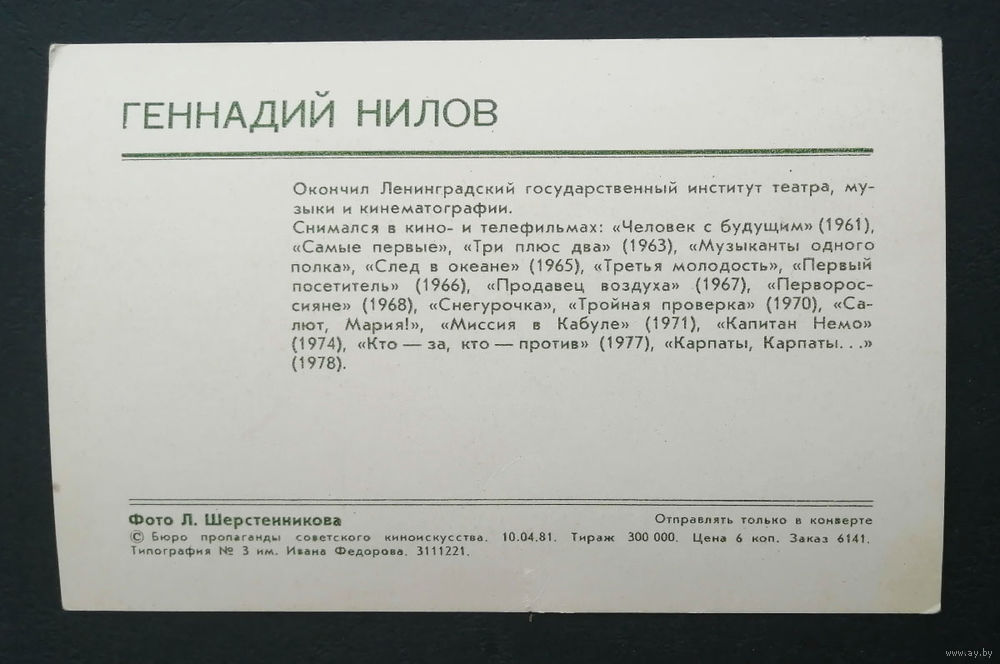 ГЕННАДИЙ НИЛОВ
Окончил Ленинградский государственный институт театра, му-
зыки и кинематографии.
Снимался в кино- и телефильмах: «Человек с будущим» (1961),
«Самые первые», «Три плюс два» (1963), «Музыканты одного
полка», «След в океане» (1965), «Третья молодость», «Первый
посетитель» (1966), «Продавец воздуха» (1967), «Перворос-
сияне» (1968), «Снегурочка», «Тройная проверка» (1970), «Са-
лют, Мария!», «Миссия в Кабуле» (1971), «Капитан Немо»
(1974), «Кто — за, кто — против» (1977), «Карпаты, Карпаты...»
(1978).
Фото Л. Шерстенникова Отправлять только в конверте
© Бюро пропаганды советского киноискусства. 10.04.81. Тираж 300 000. Цена 6 коп. Заказ 6141.
Типография № 3 им. Ивана Федорова. 3111221.
www.ay.by